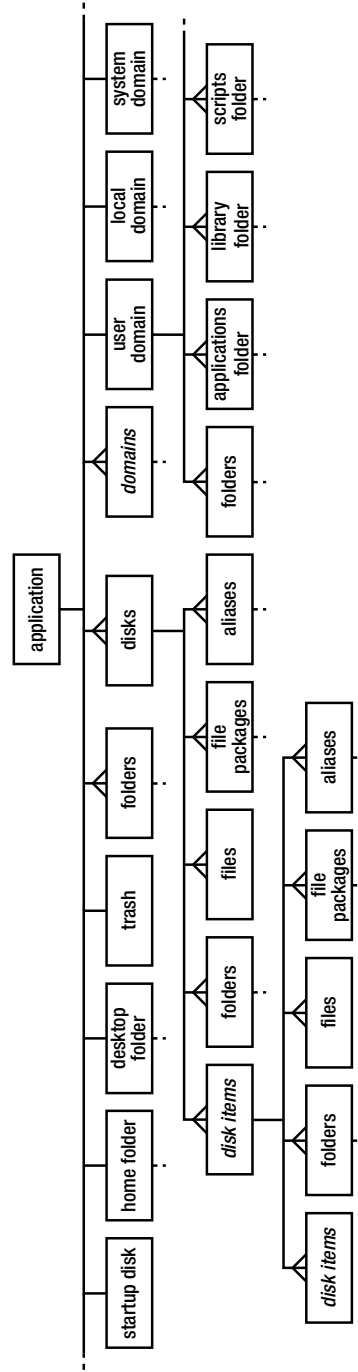 application
startup disk
home folder
desktop
folder
trash
folders
disks
domains
user
domain
local
domain
system
domain
disk items
folders
files
file
packages
aliases
folders
applications
folder
library
folder
scripts
folder
disk items
folders
files
file
packages
aliases